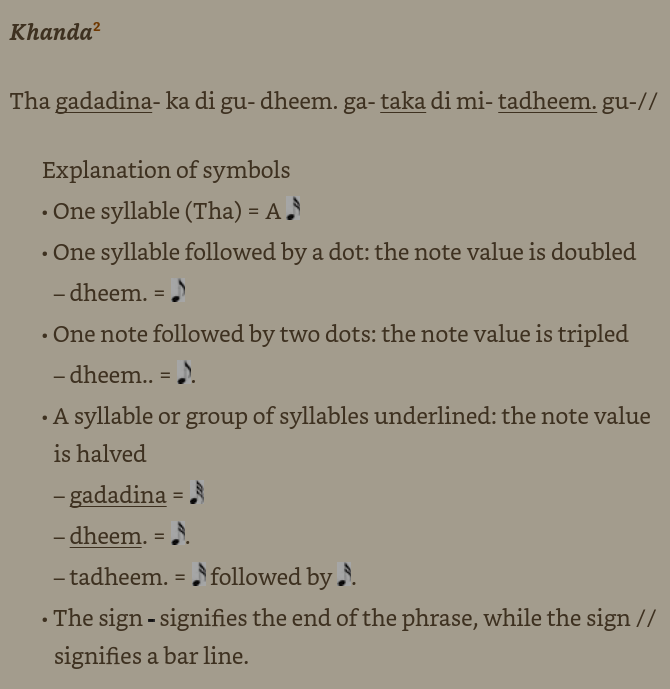 Khanda²
Tha gadadina- ka di gu- dheem. ga- taka di mi- tadheem. gu-//
Explanation of symbols
• One syllable (Tha) = A
• One syllable followed by a dot: the note value is doubled
– dheem. =
• One note followed by two dots: the note value is tripled
– dheem.. = .
• A syllable or group of syllables underlined: the note value
is halved
– gadadina =
– dheem. = .
– tadheem. = followed by .
• The sign - signifies the end of the phrase, while the sign //
signifies a bar line.